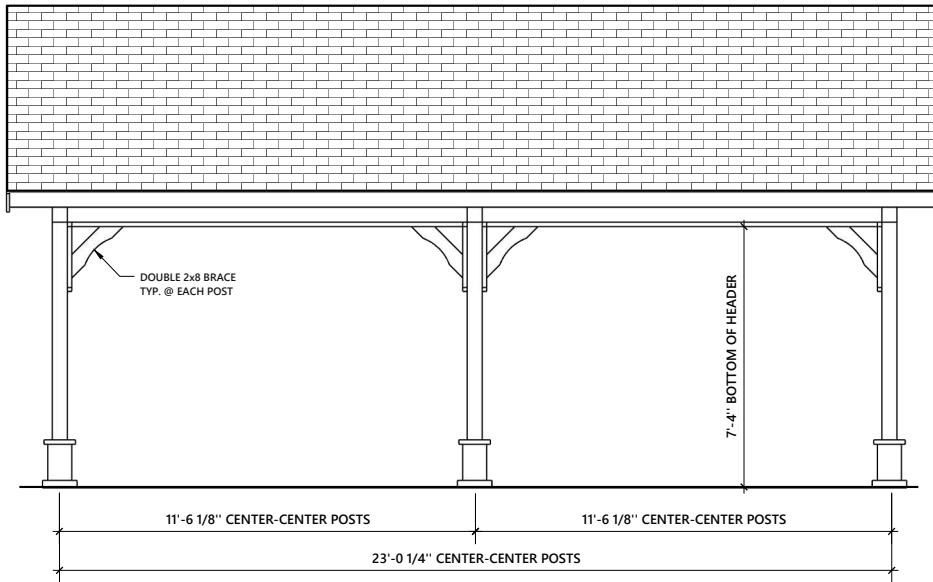 DOUBLE 2x8 BRACE
TYP. @ EACH POST
7'-4'' BOTTOM OF HEADER
11'-6 1/8'' CENTER-CENTER POSTS
11'-6 1/8'' CENTER-CENTER POSTS
23'-0 1/4'' CENTER-CENTER POSTS